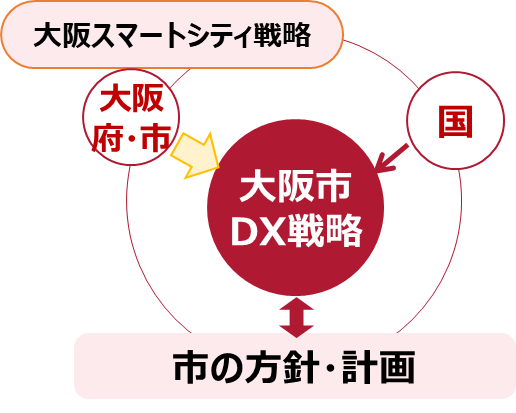 大阪スマートシティ戦略
大阪
府・市
国
大阪市
DX戦略
市の方針・計画